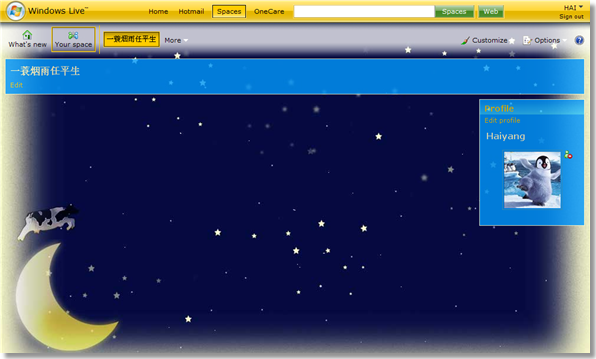 Windows Live™ Home Hotmail Spaces OneCare Spaces Web HAI
Sign out
What's new Your space 一蓑烟雨任平生 More Customize Options ?
一蓑烟雨任平生
Edit
Profile
Edit profile
Haiyang